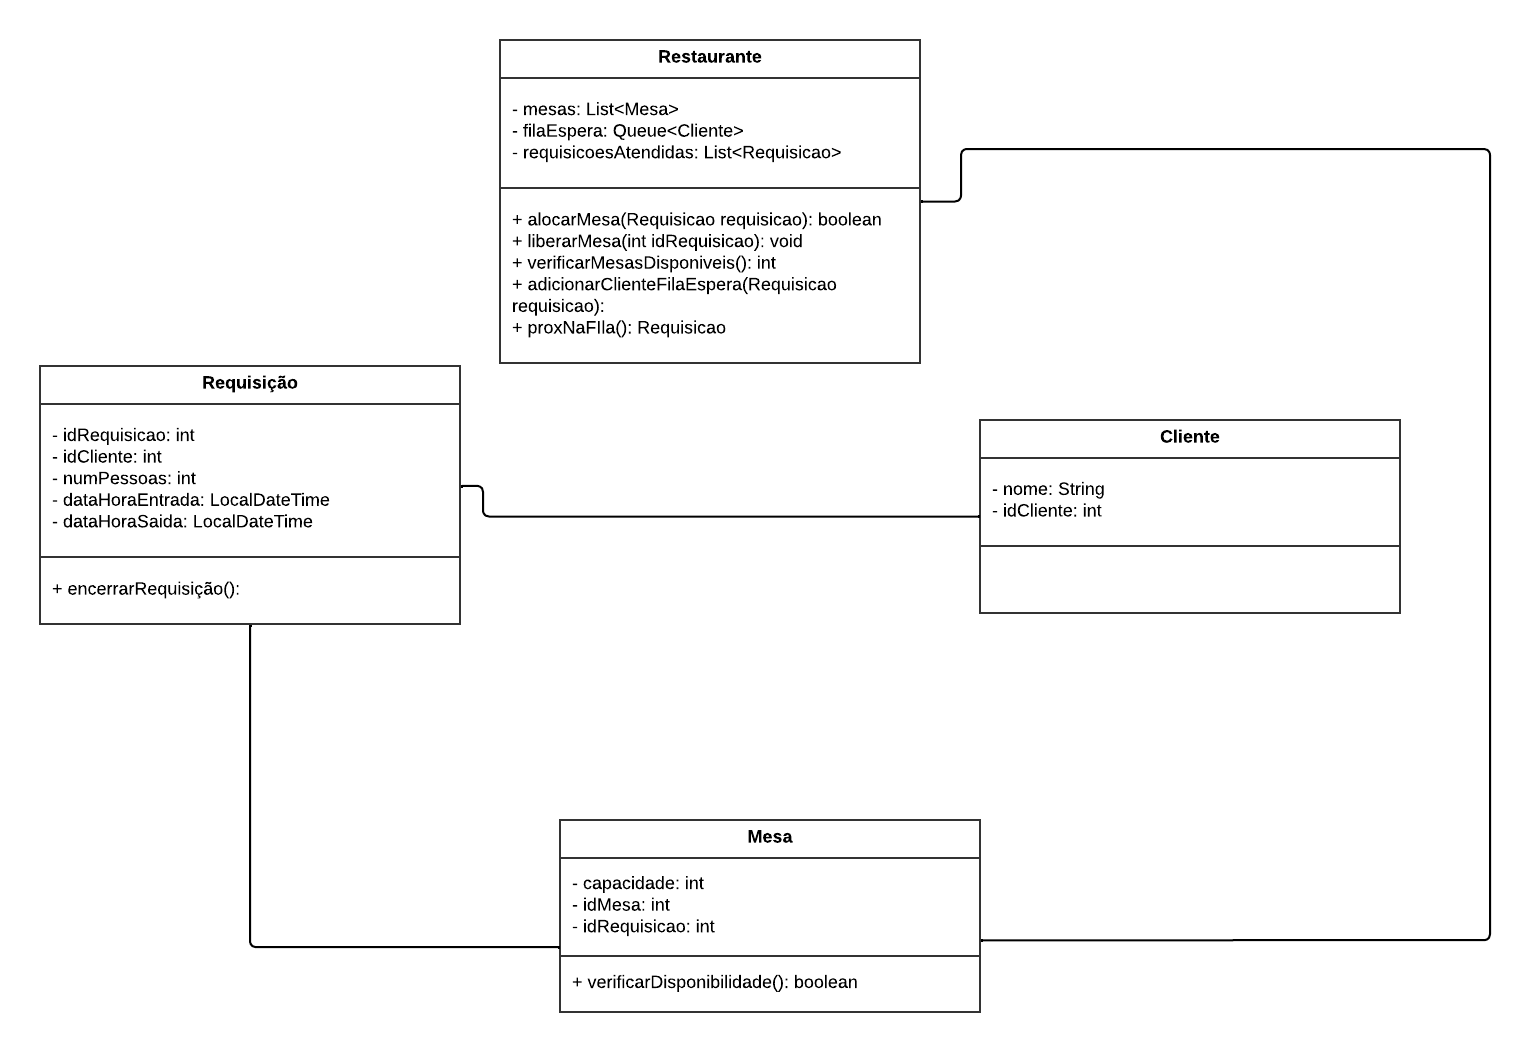 Restaurante
- mesas: List<Mesa>
- filaEspera: Queue<Cliente>
- requisicoesAtendidas: List<Requisicao>
+ alocarMesa(Requisicao requisicao): boolean
+ liberarMesa(int idRequisicao): void
+ verificarMesasDisponiveis(): int
+ adicionarClienteFilaEspera(Requisicao
requisicao):
+ proxNaFIla(): Requisicao
Requisição
- idRequisicao: int
- idCliente: int
- numPessoas: int
- dataHoraEntrada: LocalDateTime
- dataHoraSaida: LocalDateTime
+ encerrarRequisição():
Cliente
- nome: String
- idCliente: int
Mesa
- capacidade: int
- idMesa: int
- idRequisicao: int
+ verificarDisponibilidade(): boolean